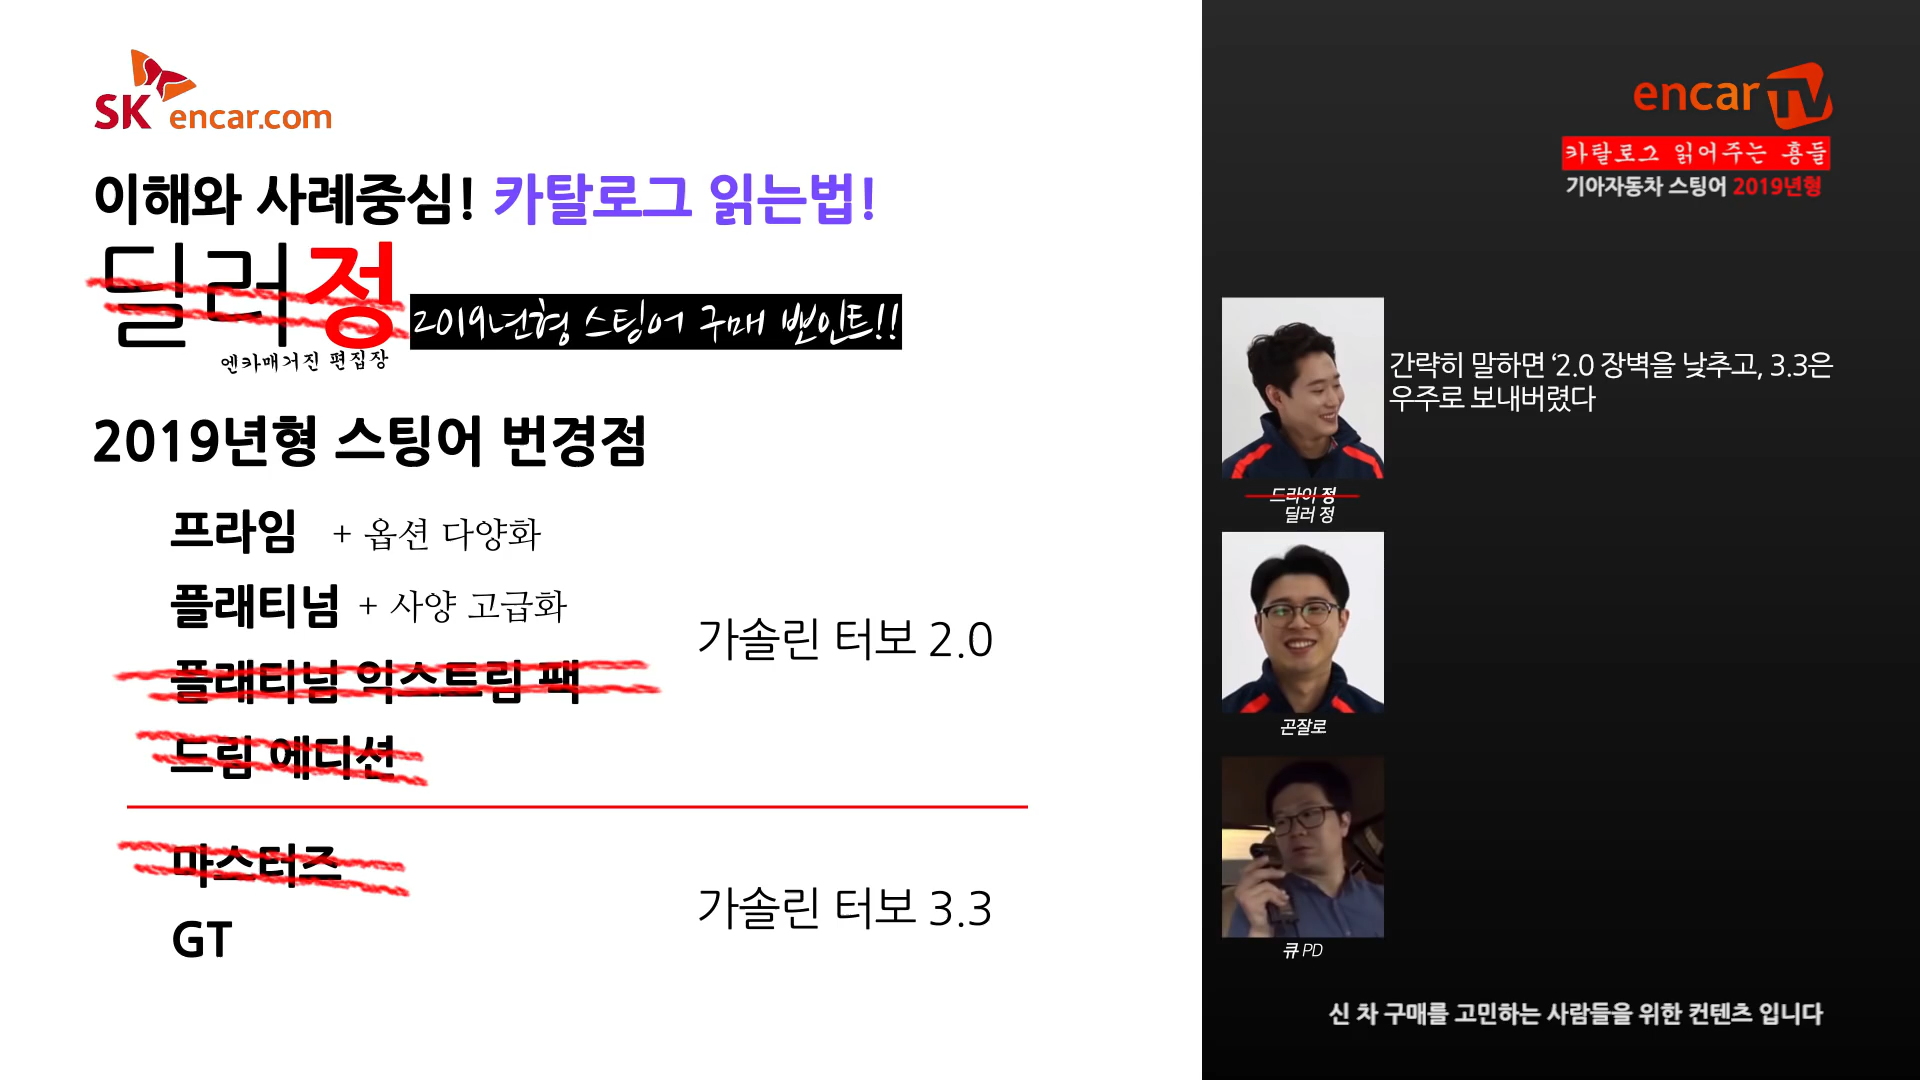 SK encar.com
이해와 사례중심! 카탈로그 읽는법!
딜러정
2019년형 스팅어 구매 뽀인트!!
엔카매거진 편집장
2019년형 스팅어 변경점
프라임 + 옵션 다양화
플래티넘 + 사양 고급화
플래티넘 익스트림 팩
드림 에디션
가솔린 터보 2.0
마스터즈
GT
가솔린 터보 3.3
encar TV
카탈로그 읽어주는 흉들
기아자동차 스팅어 2019년형
간략히 말하면 ‘2.0 장벽을 낮추고, 3.3은
우주로 보내버렸다
드라이 정
딜러 정
곤잘로
큐 PD
신 차 구매를 고민하는 사람들을 위한 컨텐츠 입니다